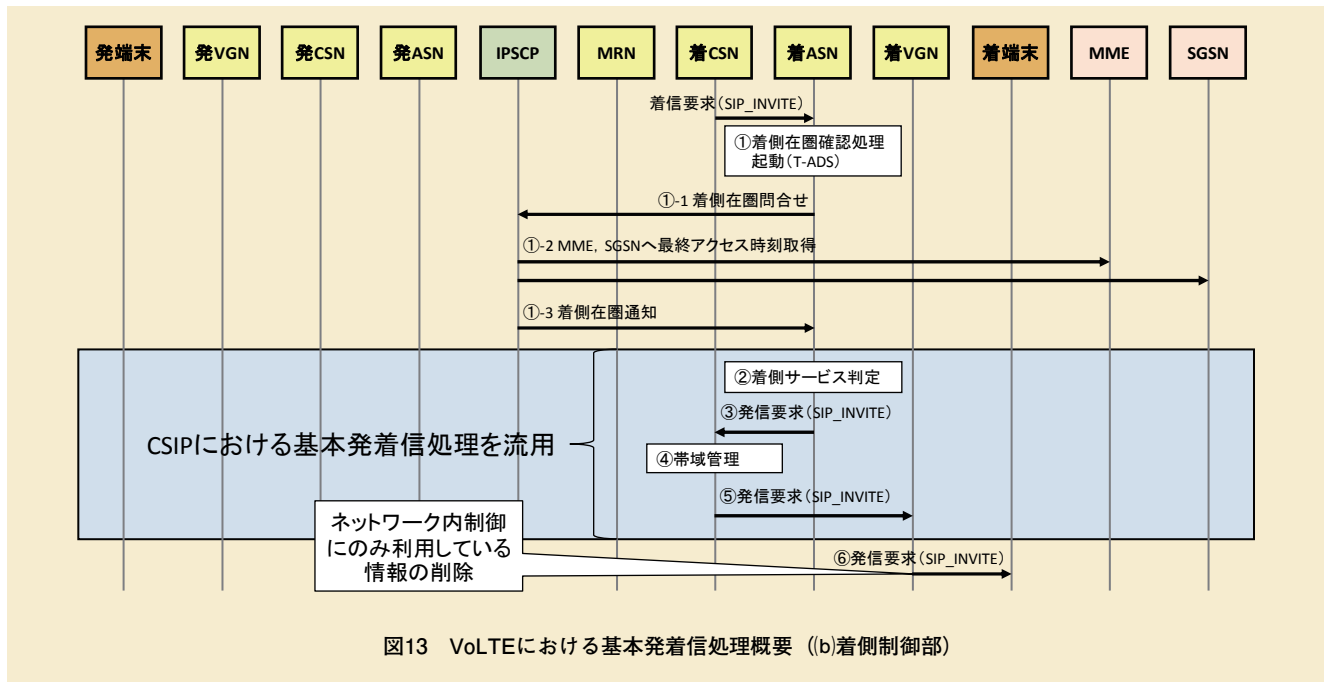 発端末
発VGN
発CSN
発ASN
IPSCP
MRN
着CSN
着ASN
着VGN
着端末
MME
SGSN
着信要求(SIP_INVITE)
①着側在圏確認処理
起動(T-ADS)
①-1 着側在圏問合せ
①-2 MME，SGSNへ最終アクセス時刻取得
①-3 着側在圏通知
②着側サービス判定
③発信要求(SIP_INVITE)
CSIPにおける基本発着信処理を流用
④帯域管理
⑤発信要求(SIP_INVITE)
ネットワーク内制御
にのみ利用している
情報の削除
⑥発信要求(SIP_INVITE)
図13 VoLTEにおける基本発着信処理概要 ((b)着側制御部)